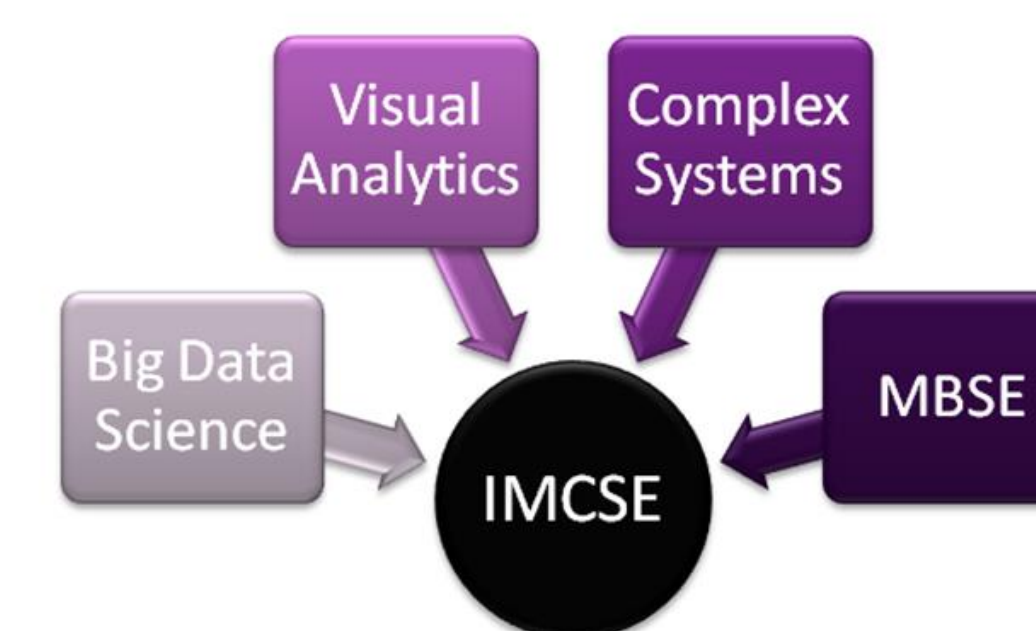 Visual
Analytics
Complex
Systems
Big Data
Science
MBSE
IMCSE